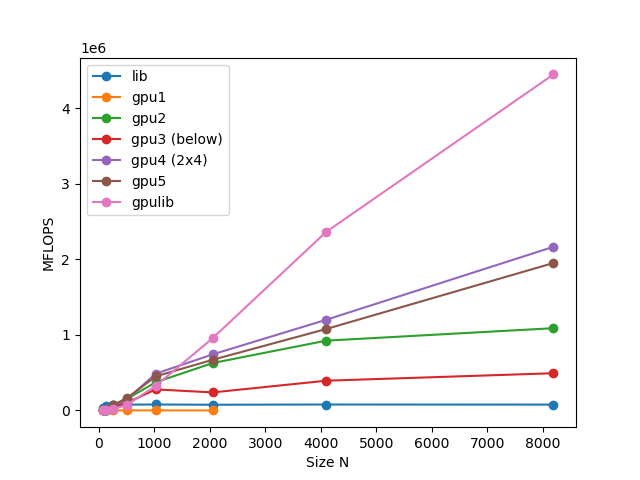 1e6
lib
gpu1
gpu2
gpu3 (below)
gpu4 (2x4)
gpu5
gpulib
4
3
2
1
0
MFLOPS
0 1000 2000 3000 4000 5000 6000 7000 8000
Size N